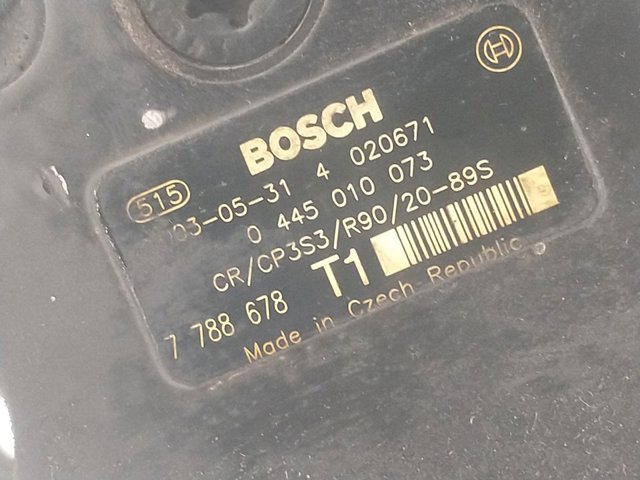 BOSCH
515
03-05-31 4 020671
0 445 010 073
CR/CP3S3/R90/20-89S
7 788 678 T1
Made in Czech Republic